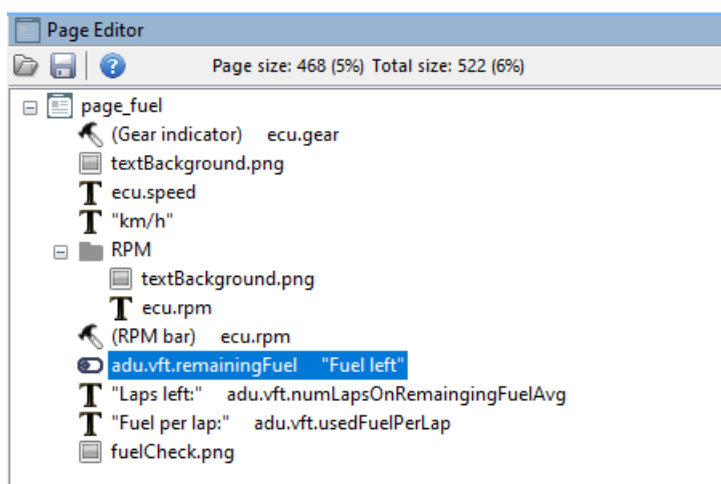 Page Editor
Page size: 468 (5%) Total size: 522 (6%)
page_fuel
(Gear indicator) ecu.gear
textBackground.png
ecu.speed
"km/h"
RPM
textBackground.png
ecu.rpm
(RPM bar) ecu.rpm
adu.vft.remainingFuel "Fuel left"
"Laps left:" adu.vft.numLapsOnRemaingingFuelAvg
"Fuel per lap:" adu.vft.usedFuelPerLap
fuelCheck.png